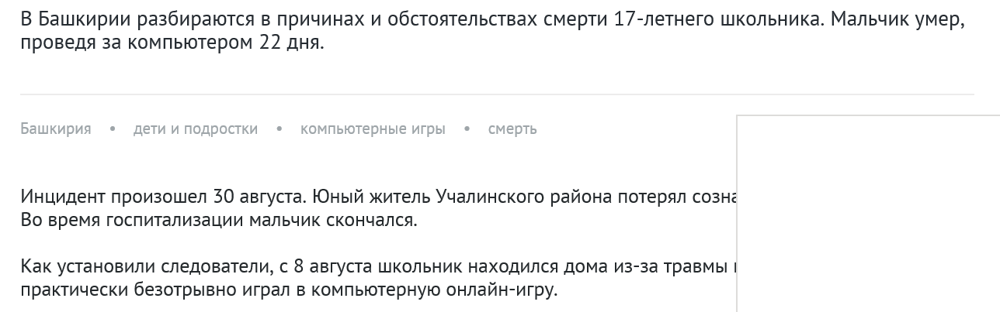 В Башкирии разбираются в причинах и обстоятельствах смерти 17-летнего школьника. Мальчик умер,
проведя за компьютером 22 дня.
Башкирия • дети и подростки • компьютерные игры • смерть
Инцидент произошел 30 августа. Юный житель Учалинского района потерял
Во время госпитализации мальчик скончался.
Как установили следователи, с 8 августа школьник находился дома из-за травмы
практически безотрывно играл в компьютерную онлайн-игру.